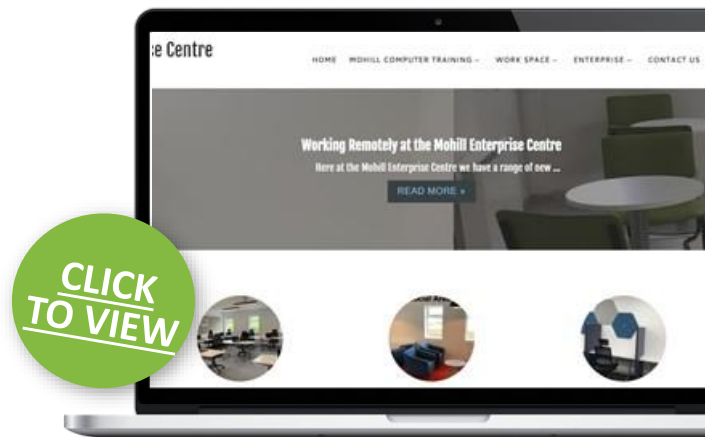 e Centre
HOME MOHILL COMPUTER TRAINING WORK SPACE ENTERPRISE CONTACT US
Working Remotely at the Mohill Enterprise Centre
Here at the Mohill Enterprise Centre we have a range of new ...
READ MORE »
CLICK
TO VIEW